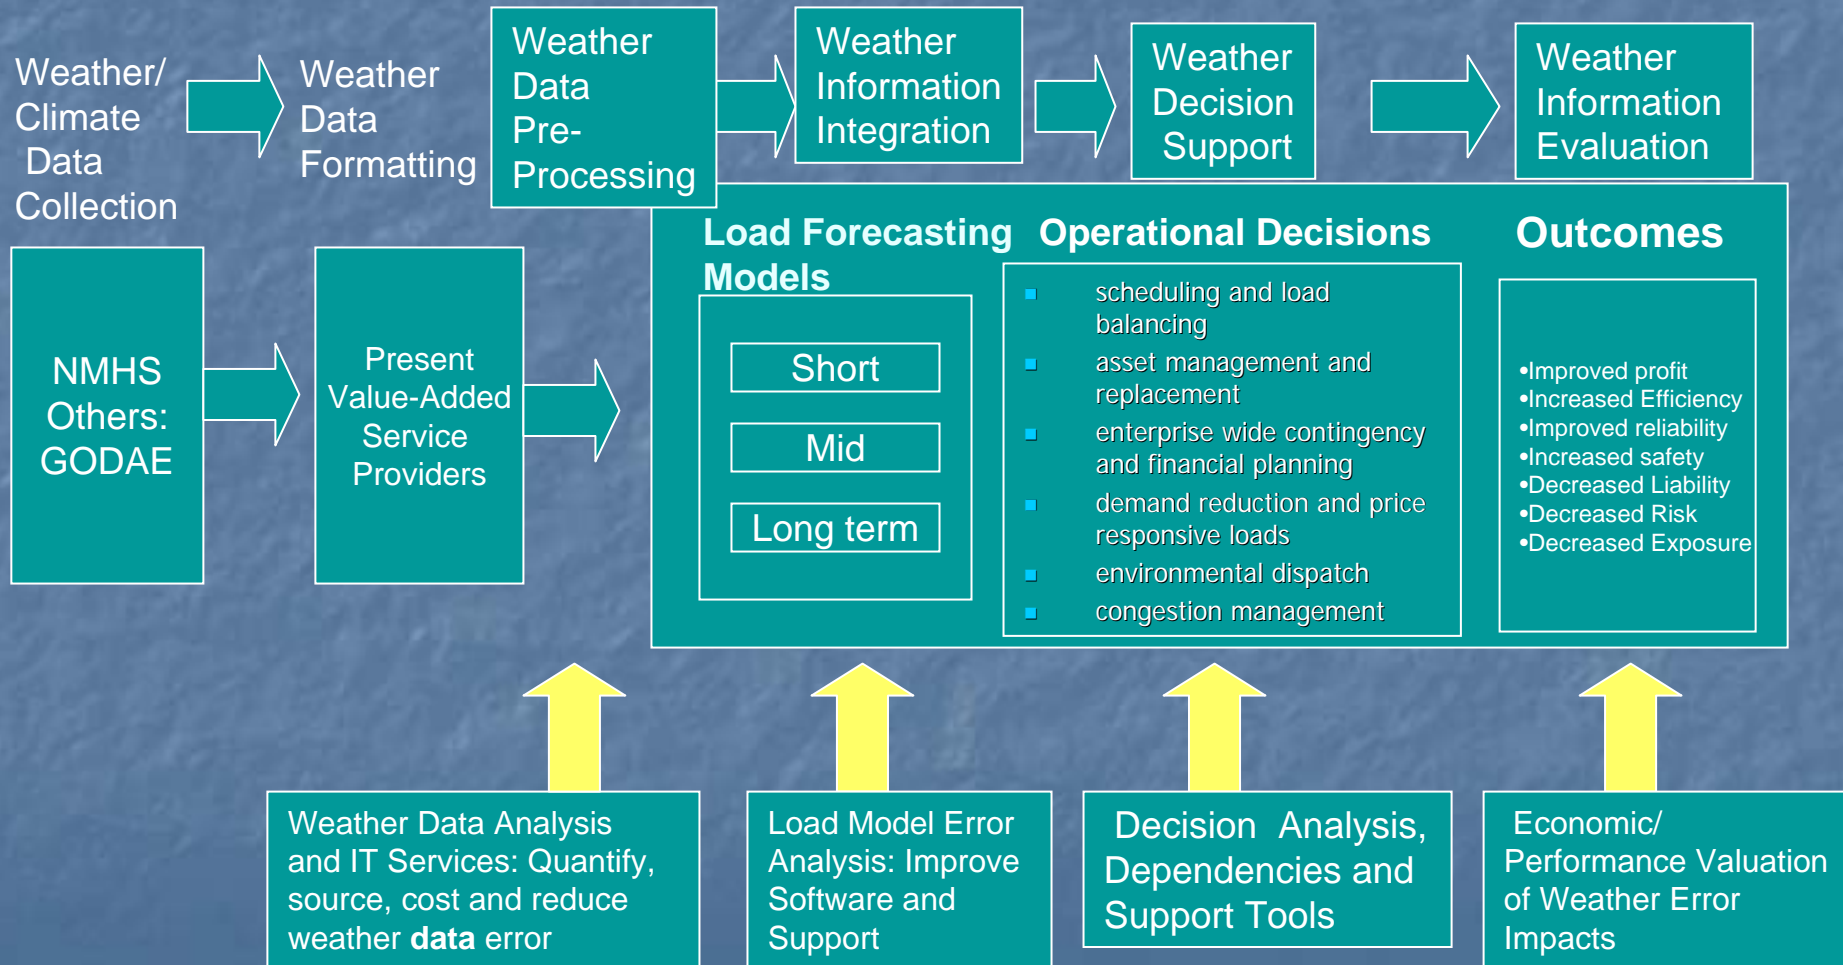 Weather/
Climate
Data
Collection
Weather
Data
Formatting
Weather
Data
Pre-
Processing
Weather
Information
Integration
Weather
Decision
Support
Weather
Information
Evaluation
NMHS
Others:
GODAE
Present
Value-Added
Service
Providers
Load Forecasting
Models
Short
Mid
Long term
Operational Decisions
scheduling and load
balancing
asset management and
replacement
enterprise wide contingency
and financial planning
demand reduction and price
responsive loads
environmental dispatch
congestion management
Outcomes
•Improved profit
•Increased Efficiency
•Improved reliability
•Increased safety
•Decreased Liability
•Decreased Risk
•Decreased Exposure
Weather Data Analysis
and IT Services: Quantify,
source, cost and reduce
weather data error
Load Model Error
Analysis: Improve
Software and
Support
Decision Analysis,
Dependencies and
Support Tools
Economic/
Performance Valuation
of Weather Error
Impacts